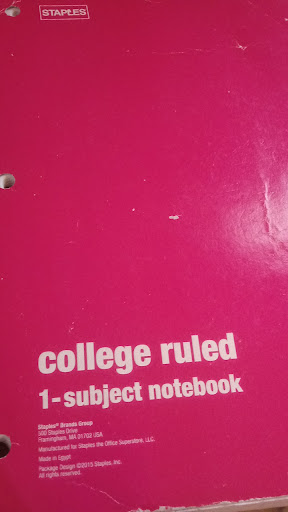 STAPLES
college ruled
1-subject notebook
Staples® Brands Group
500 Staples Drive
Framingham, MA 01702 USA
Manufactured for Staples the Office Superstore, LLC.
Made in Egypt
Package Design ©2015 Staples, Inc.
All rights reserved.